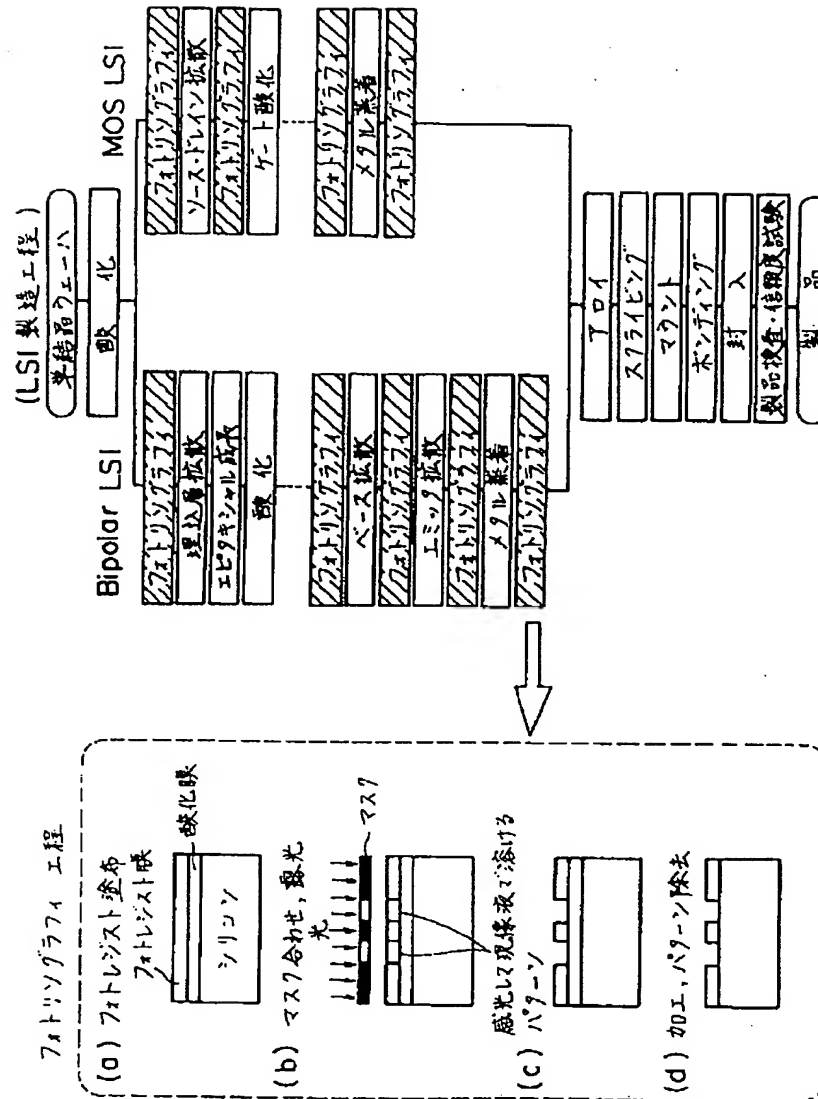 フォトリソグラフィ 工程
(a) フォトレジスト塗布
フォトレジスト膜
酸化膜
シリコン
(b) マスク合わせ, 露光
光
マスク
感光して現像液で溶ける
(c) パターン
(d) 加工, パターン除去
(LSI 製造工程)
単結晶ウェーハ
酸 化
Bipolar LSI
フォトリソグラフィ
埋込層拡散
エピタキシャル成長
酸 化
フォトリソグラフィ
ベース拡散
フォトリソグラフィ
エミック拡散
フォトリソグラフィ
メタル蒸着
フォトリソグラフィ
MOS LSI
フォトリソグラフィ
ソース・ドレイン拡散
フォトリソグラフィ
ゲート酸化
フォトリソグラフィ
メタル蒸着
フォトリソグラフィ
アロイ
スクライビング
マウント
ボンディング
封 入
製品検査・信頼度試験
製 品